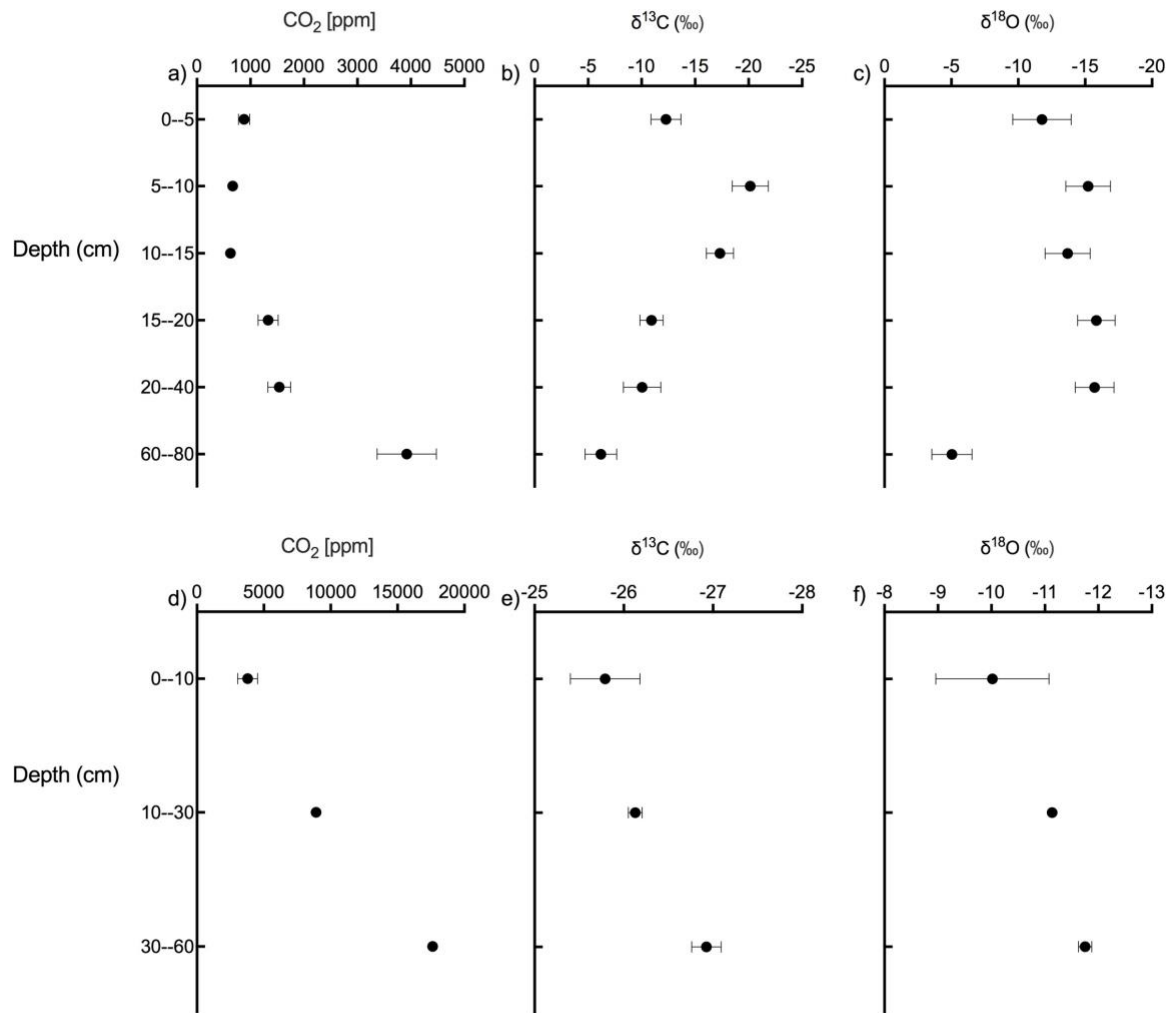 CO2 [ppm] δ13C (‰) δ18O (‰)
a) 0 1000 2000 3000 4000 5000 b) 0 -5 -10 -15 -20 -25 c) 0 -5 -10 -15 -20
0--5
5--10
Depth (cm) 10--15
15--20
20--40
60--80
CO2 [ppm] δ13C (‰) δ18O (‰)
d) 0 5000 10000 15000 20000 e) -25 -26 -27 -28 f) -8 -9 -10 -11 -12 -13
0--10
Depth (cm)
10--30
30--60